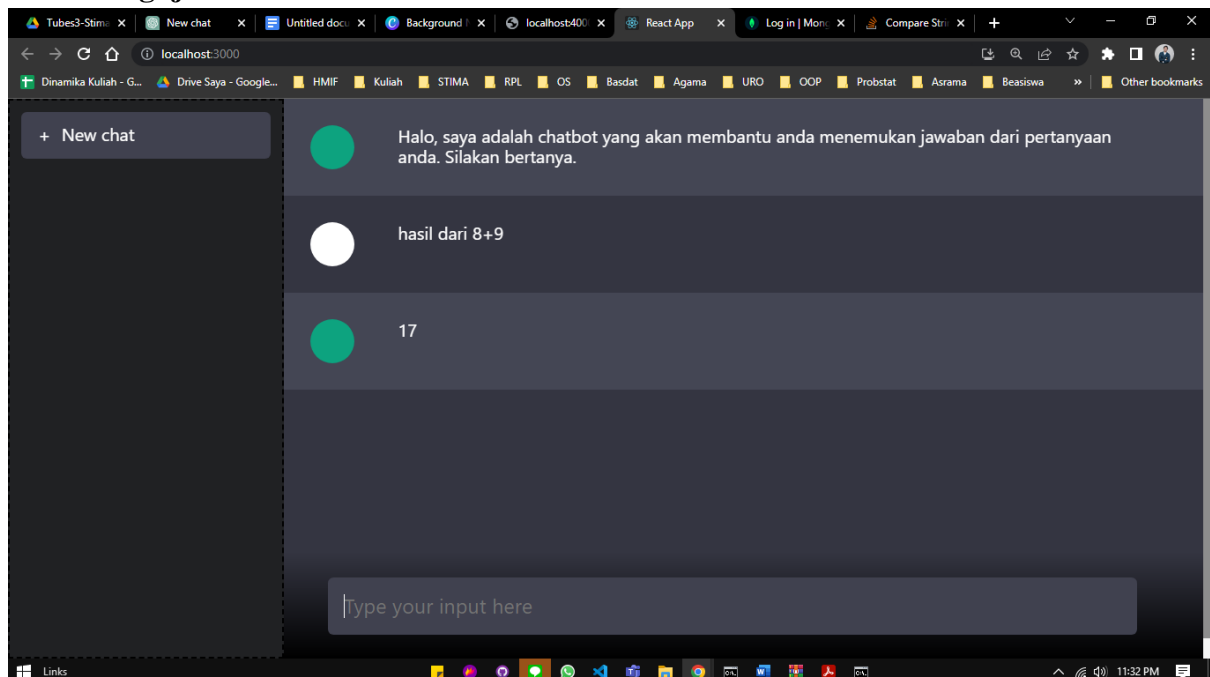 Tubes3-Stima
New chat
Untitled docu
Background
localhost:400
React App
Log in | Mong
Compare Stri
localhost:3000
Dinamika Kuliah - G...
Drive Saya - Google...
HMIF
Kuliah
STIMA
RPL
OS
Basdat
Agama
URO
OOP
Probstat
Asrama
Beasiswa
»
Other bookmarks
+ New chat
Halo, saya adalah chatbot yang akan membantu anda menemukan jawaban dari pertanyaan
anda. Silakan bertanya.
hasil dari 8+9
17
Type your input here
Links
11:32 PM